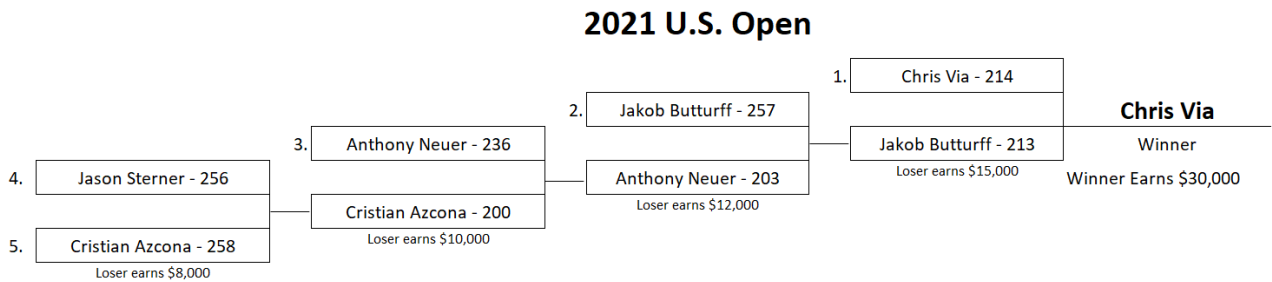 2021 U.S. Open
1. Chris Via - 214
2. Jakob Butturff - 257
Chris Via
3. Anthony Neuer - 236
Jakob Butturff - 213
Winner
Loser earns $15,000
4. Jason Sterner - 256
Anthony Neuer - 203
Winner Earns $30,000
Loser earns $12,000
Cristian Azcona - 200
Loser earns $10,000
5. Cristian Azcona - 258
Loser earns $8,000